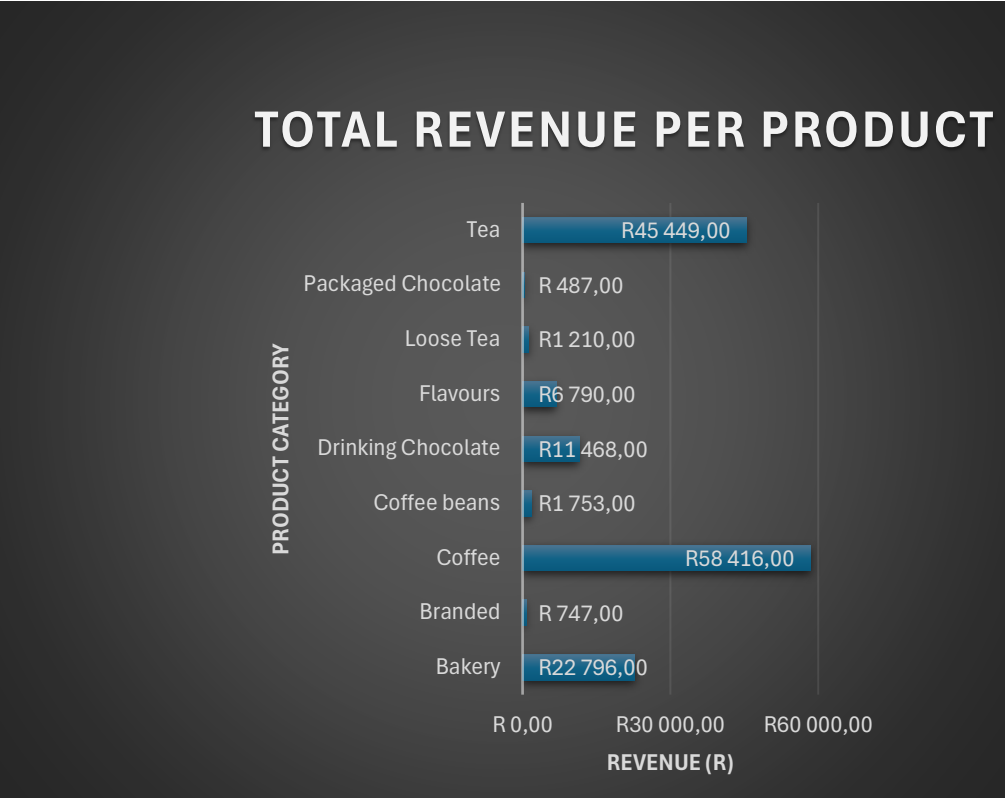 TOTAL REVENUE PER PRODUCT
PRODUCT CATEGORY
Tea R45 449,00
Packaged Chocolate R 487,00
Loose Tea R1 210,00
Flavours R6 790,00
Drinking Chocolate R11 468,00
Coffee beans R1 753,00
Coffee R58 416,00
Branded R 747,00
Bakery R22 796,00
R 0,00 R30 000,00 R60 000,00
REVENUE (R)